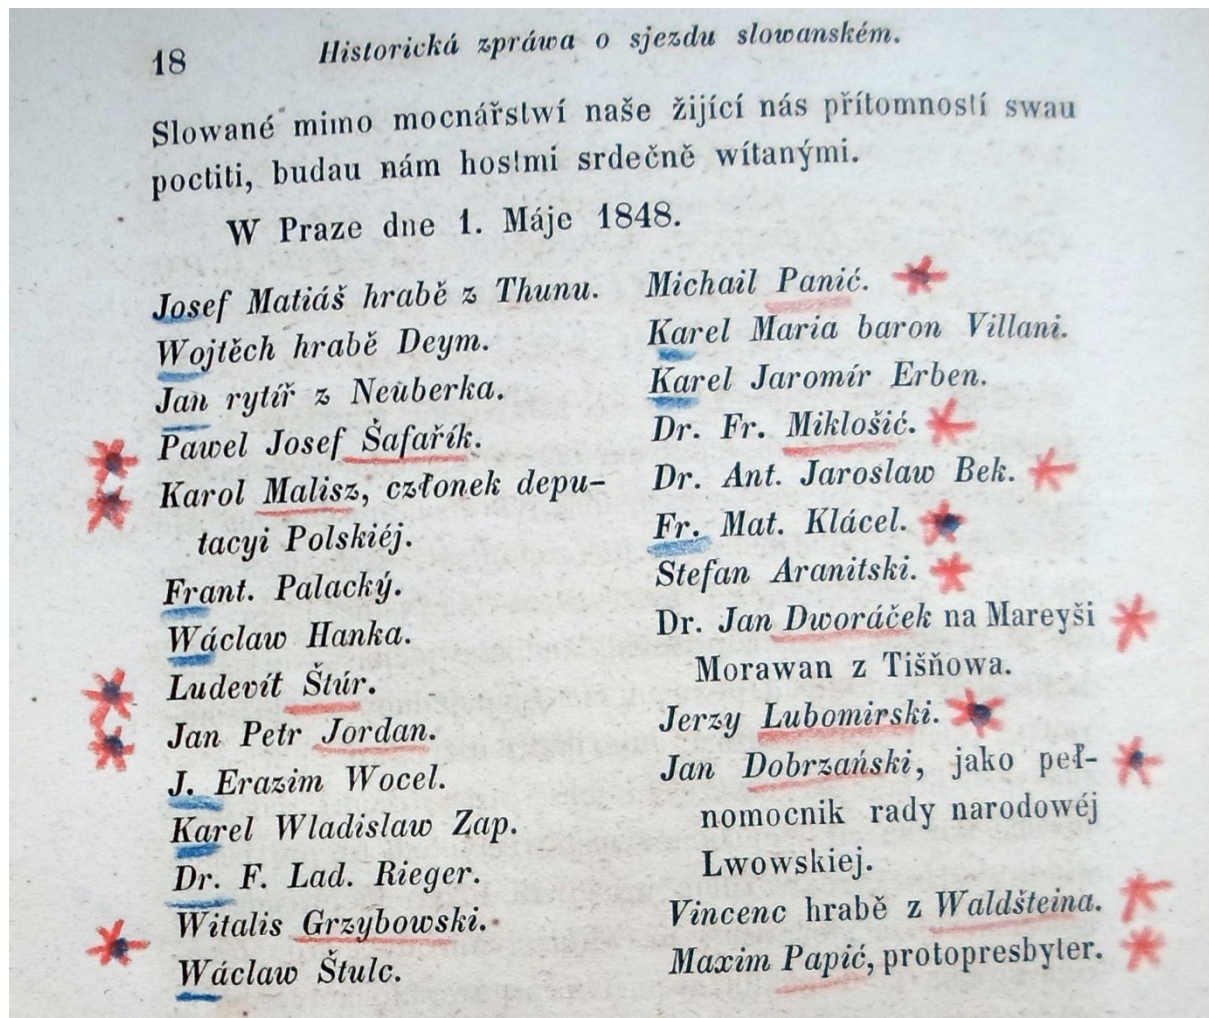 18 Historická zpráwa o sjezdu slowanském.
Slowané mimo mocnářstwí naše žijící nás přítomností swau
poctiti, budau nám hostmi srdečně wítanými.
W Praze dne 1. Máje 1848.
Josef Matiáš hrabě z Thunu.
Wojtěch hrabě Deym.
Jan rytíř z Neuberka.
Pawel Josef Šafařík.
Karol Malisz, członek depu-
tacyi Polskiéj.
Frant. Palacký.
Wáclaw Hanka.
Ludevít Štúr.
Jan Petr Jordan.
J. Erazim Wocel.
Karel Wladislaw Zap.
Dr. F. Lad. Rieger.
Witalis Grzybowski.
Wáclaw Štulc.
Michail Panić.
Karel Maria baron Villani.
Karel Jaromír Erben.
Dr. Fr. Miklošić.
Dr. Ant. Jaroslaw Bek.
Fr. Mat. Klácel.
Stefan Aranitski.
Dr. Jan Dworáček na Mareyši
Morawan z Tišňowa.
Jerzy Lubomirski.
Jan Dobrzański, jako peł-
nomocnik rady narodowéj
Lwowskiej.
Vincenc hrabě z Waldšteina.
Maxim Papić, protopresbyter.